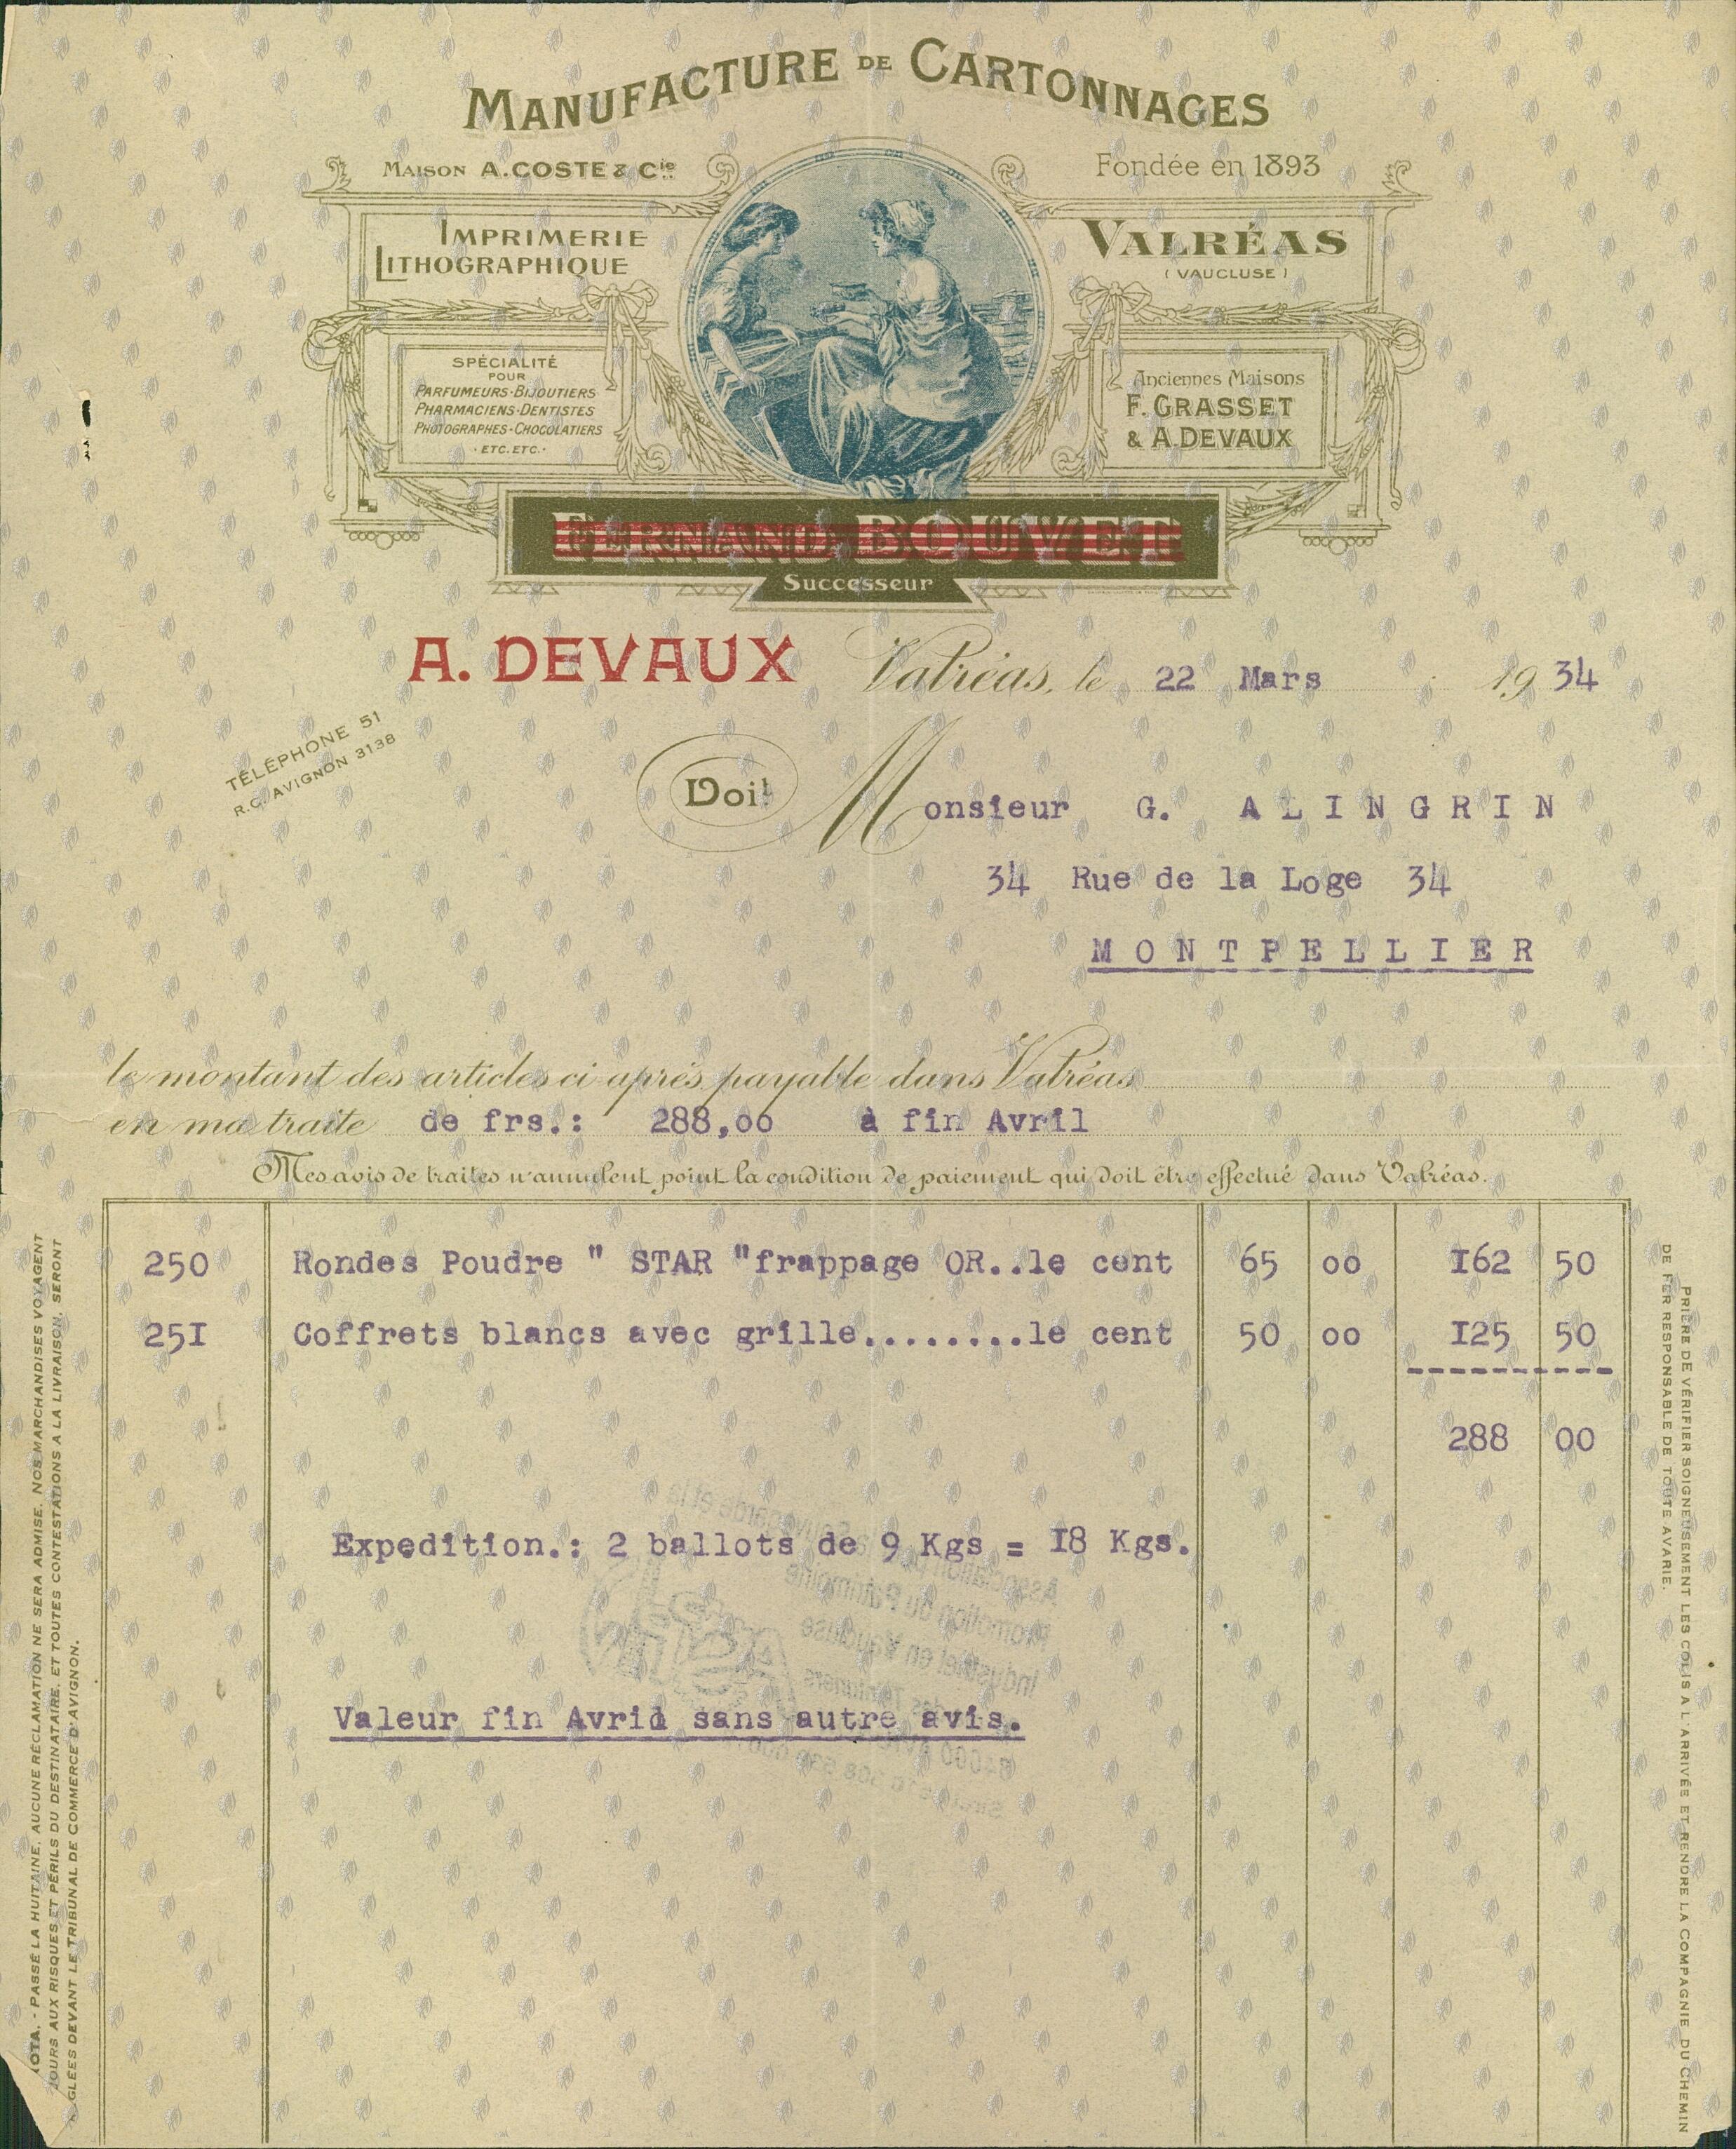 MANUFACTURE DE CARTONNAGES
MAISON A. COSTE & Cie
Fondée en 1893
IMPRIMERIE
LITHOGRAPHIQUE
VALRÉAS
(VAUCLUSE)
SPÉCIALITÉ
POUR
PARFUMEURS-BIJOUTIERS
PHARMACIENS-DENTISTES
PHOTOGRAPHES-CHOCOLATIERS
· ETC. ETC. ·
Anciennes Maisons
F. GRASSET
& A. DEVAUX
FERNAND BOUVET
Successeur
A. DEVAUX
Valréas, le 22 Mars 1934
TÉLÉPHONE 51
R.C. AVIGNON 3138
Doit Monsieur G. ALINGRIN
34 Rue de la Loge 34
MONTPELLIER
le montant des articles ci-après payable dans Valréas
en ma traite de frs.: 288,00 à fin Avril
Mes avis de traites n'annulent point la condition de paiement qui doit être effectué dans Valréas.
250 Rondes Poudre " STAR "frappage OR..le cent 65 00 162 50
251 Coffrets blancs avec grille........le cent 50 00 125 50
288 00
Expedition.: 2 ballots de 9 Kgs = 18 Kgs.
Valeur fin Avril sans autre avis.
NOTA. - PASSÉ LA HUITAINE, AUCUNE RÉCLAMATION NE SERA ADMISE. NOS MARCHANDISES VOYAGENT
JOURS AUX RISQUES ET PÉRILS DU DESTINATAIRE, ET TOUTES CONTESTATIONS A LA LIVRAISON, SERONT
GLÉES DEVANT LE TRIBUNAL DE COMMERCE D'AVIGNON.
PRIÈRE DE VÉRIFIER SOIGNEUSEMENT LES COLIS A L'ARRIVÉE ET RENDRE LA COMPAGNIE DU CHEMIN
DE FER RESPONSABLE DE TOUTE AVARIE.
Association
Promotion du Patrimoine
Industriel en Vaucluse